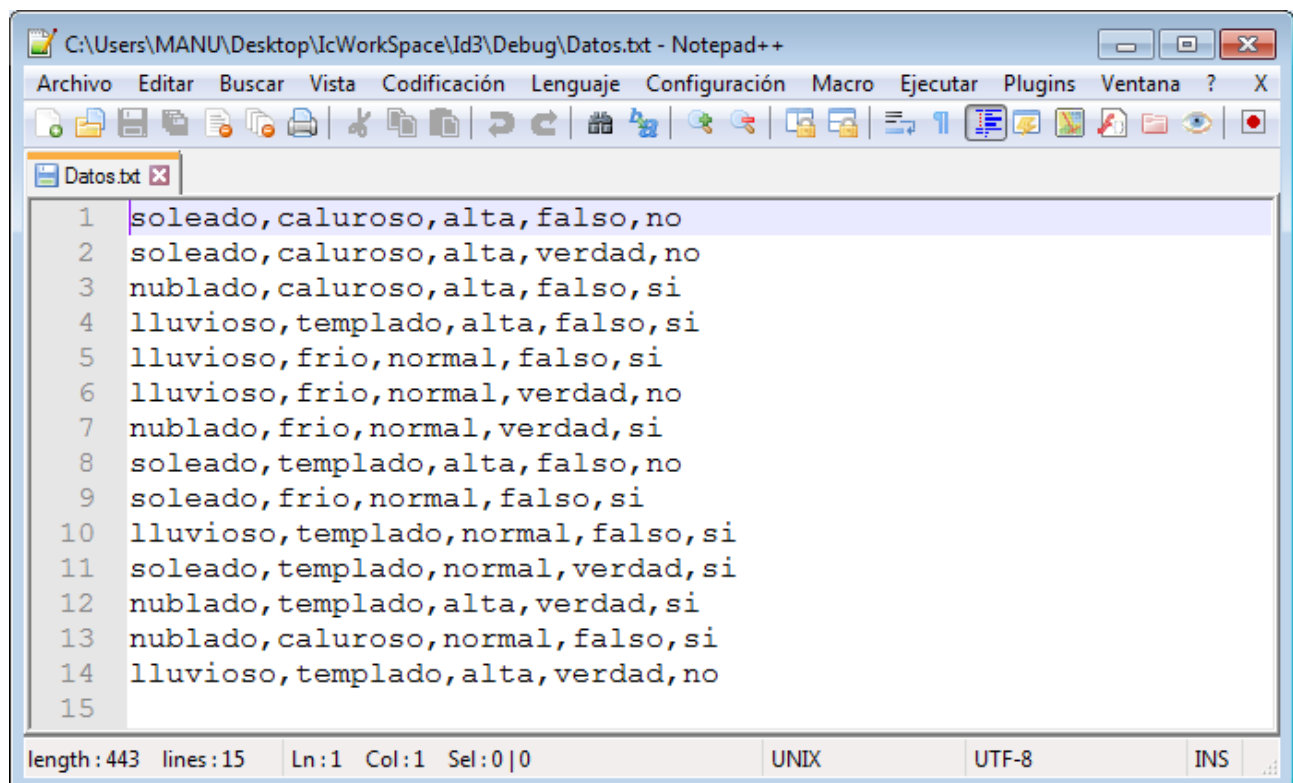 C:\Users\MANU\Desktop\IcWorkSpace\Id3\Debug\Datos.txt - Notepad++
Archivo Editar Buscar Vista Codificación Lenguaje Configuración Macro Ejecutar Plugins Ventana ? X
Datos.txt
1 soleado,caluroso,alta,falso,no
2 soleado,caluroso,alta,verdad,no
3 nublado,caluroso,alta,falso,si
4 lluvioso,templado,alta,falso,si
5 lluvioso,frio,normal,falso,si
6 lluvioso,frio,normal,verdad,no
7 nublado,frio,normal,verdad,si
8 soleado,templado,alta,falso,no
9 soleado,frio,normal,falso,si
10 lluvioso,templado,normal,falso,si
11 soleado,templado,normal,verdad,si
12 nublado,templado,alta,verdad,si
13 nublado,caluroso,normal,falso,si
14 lluvioso,templado,alta,verdad,no
15
length : 443 lines : 15 Ln : 1 Col : 1 Sel : 0 | 0 UNIX UTF-8 INS